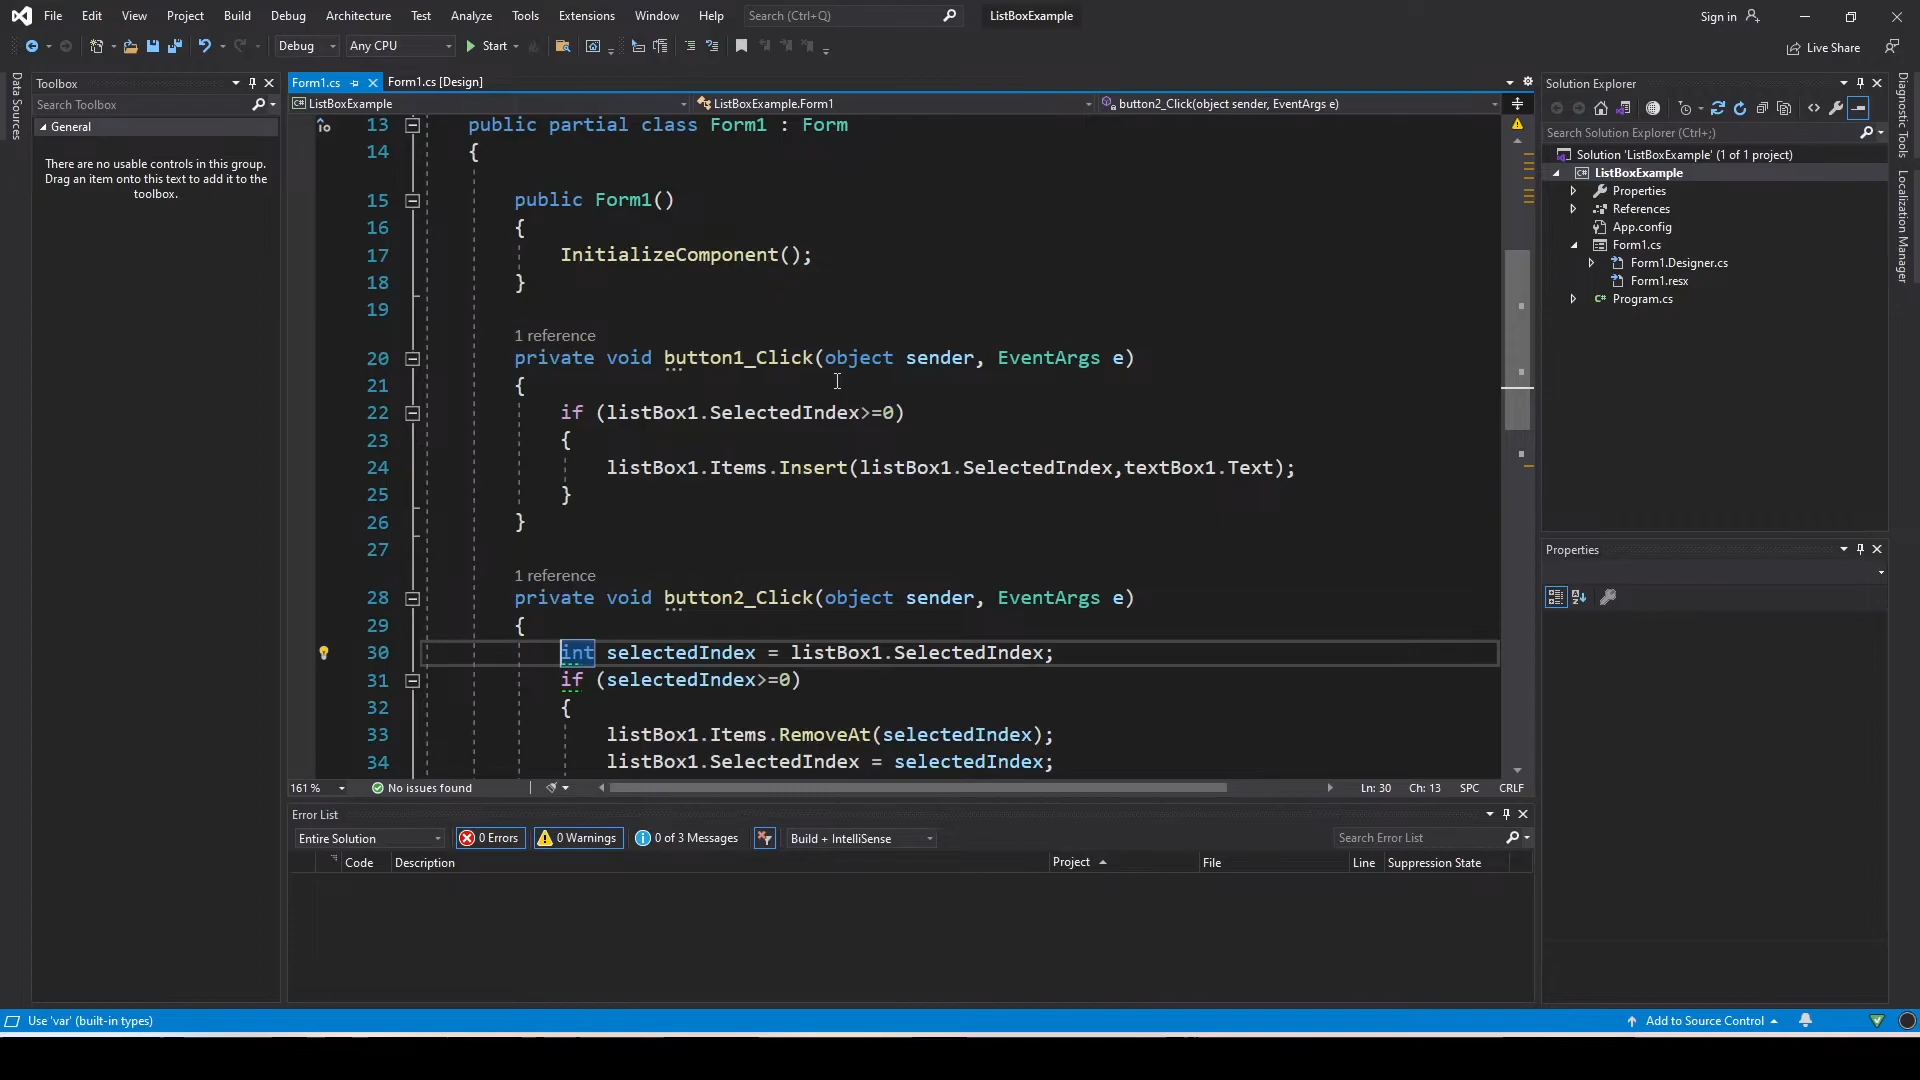 File Edit View Project Build Debug Architecture Test Analyze Tools Extensions Window Help Search (Ctrl+Q) ListBoxExample Sign in
Debug Any CPU Start Live Share
Data Sources
Toolbox
Search Toolbox
General
There are no usable controls in this group.
Drag an item onto this text to add it to the
toolbox.
Form1.cs Form1.cs [Design]
ListBoxExample ListBoxExample.Form1 button2_Click(object sender, EventArgs e)
13 public partial class Form1 : Form
14 {
15 public Form1()
16 {
17 InitializeComponent();
18 }
19
1 reference
20 private void button1_Click(object sender, EventArgs e)
21 {
22 if (listBox1.SelectedIndex>=0)
23 {
24 listBox1.Items.Insert(listBox1.SelectedIndex,textBox1.Text);
25 }
26 }
27
1 reference
28 private void button2_Click(object sender, EventArgs e)
29 {
30 int selectedIndex = listBox1.SelectedIndex;
31 if (selectedIndex>=0)
32 {
33 listBox1.Items.RemoveAt(selectedIndex);
34 listBox1.SelectedIndex = selectedIndex;
161 % No issues found Ln: 30 Ch: 13 SPC CRLF
Error List
Entire Solution 0 Errors 0 Warnings 0 of 3 Messages Build + IntelliSense Search Error List
Code Description Project File Line Suppression State
Solution Explorer
Search Solution Explorer (Ctrl+;)
Solution 'ListBoxExample' (1 of 1 project)
ListBoxExample
Properties
References
App.config
Form1.cs
Form1.Designer.cs
Form1.resx
Program.cs
Properties
Diagnostic Tools
Localization Manager
Use 'var' (built-in types) Add to Source Control